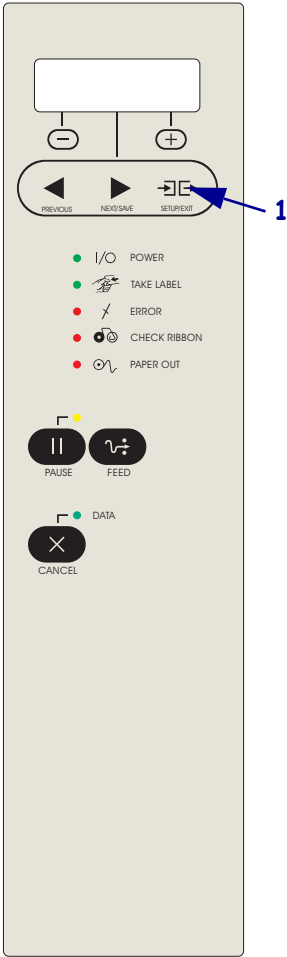 PREVIOUS NEXT/SAVE SETUP/EXIT
1
POWER
TAKE LABEL
ERROR
CHECK RIBBON
PAPER OUT
PAUSE FEED
DATA
CANCEL